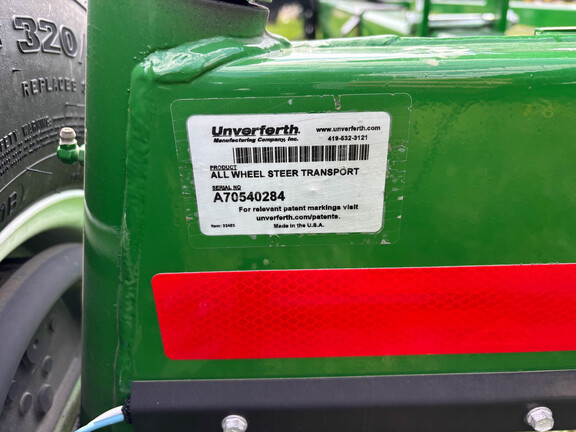 320/
REPLACE
Unverferth®
Manufacturing Company, Inc.
www.unverferth.com
419-532-3121
PRODUCT
ALL WHEEL STEER TRANSPORT
SERIAL NO
A70540284
For relevant patent markings visit
unverferth.com/patents.
Made in the U.S.A.